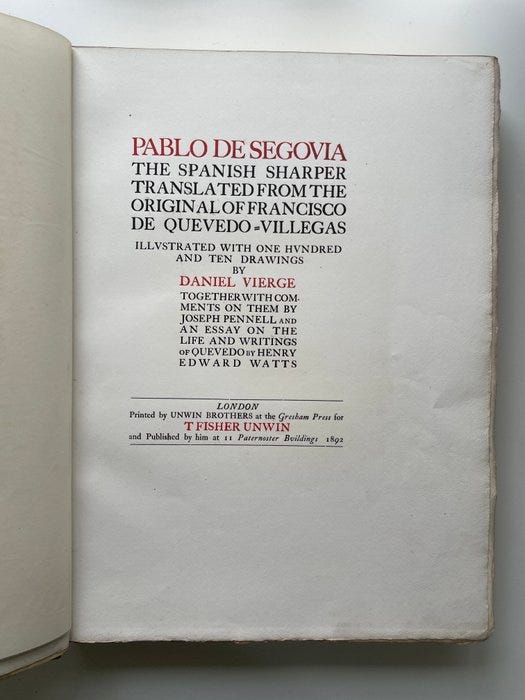 PABLO DE SEGOVIA
THE SPANISH SHARPER
TRANSLATED FROM THE
ORIGINAL OF FRANCISCO
DE QUEVEDO=VILLEGAS
ILLVSTRATED WITH ONE HVNDRED
AND TEN DRAWINGS
BY
DANIEL VIERGE
TOGETHER WITH COM-
MENTS ON THEM BY
JOSEPH PENNELL AND
AN ESSAY ON THE
LIFE AND WRITINGS
OF QUEVEDO BY HENRY
EDWARD WATTS
LONDON
Printed by UNWIN BROTHERS at the Gresham Press for
T FISHER UNWIN
and Published by him at 11 Paternoster Bvildings 1892